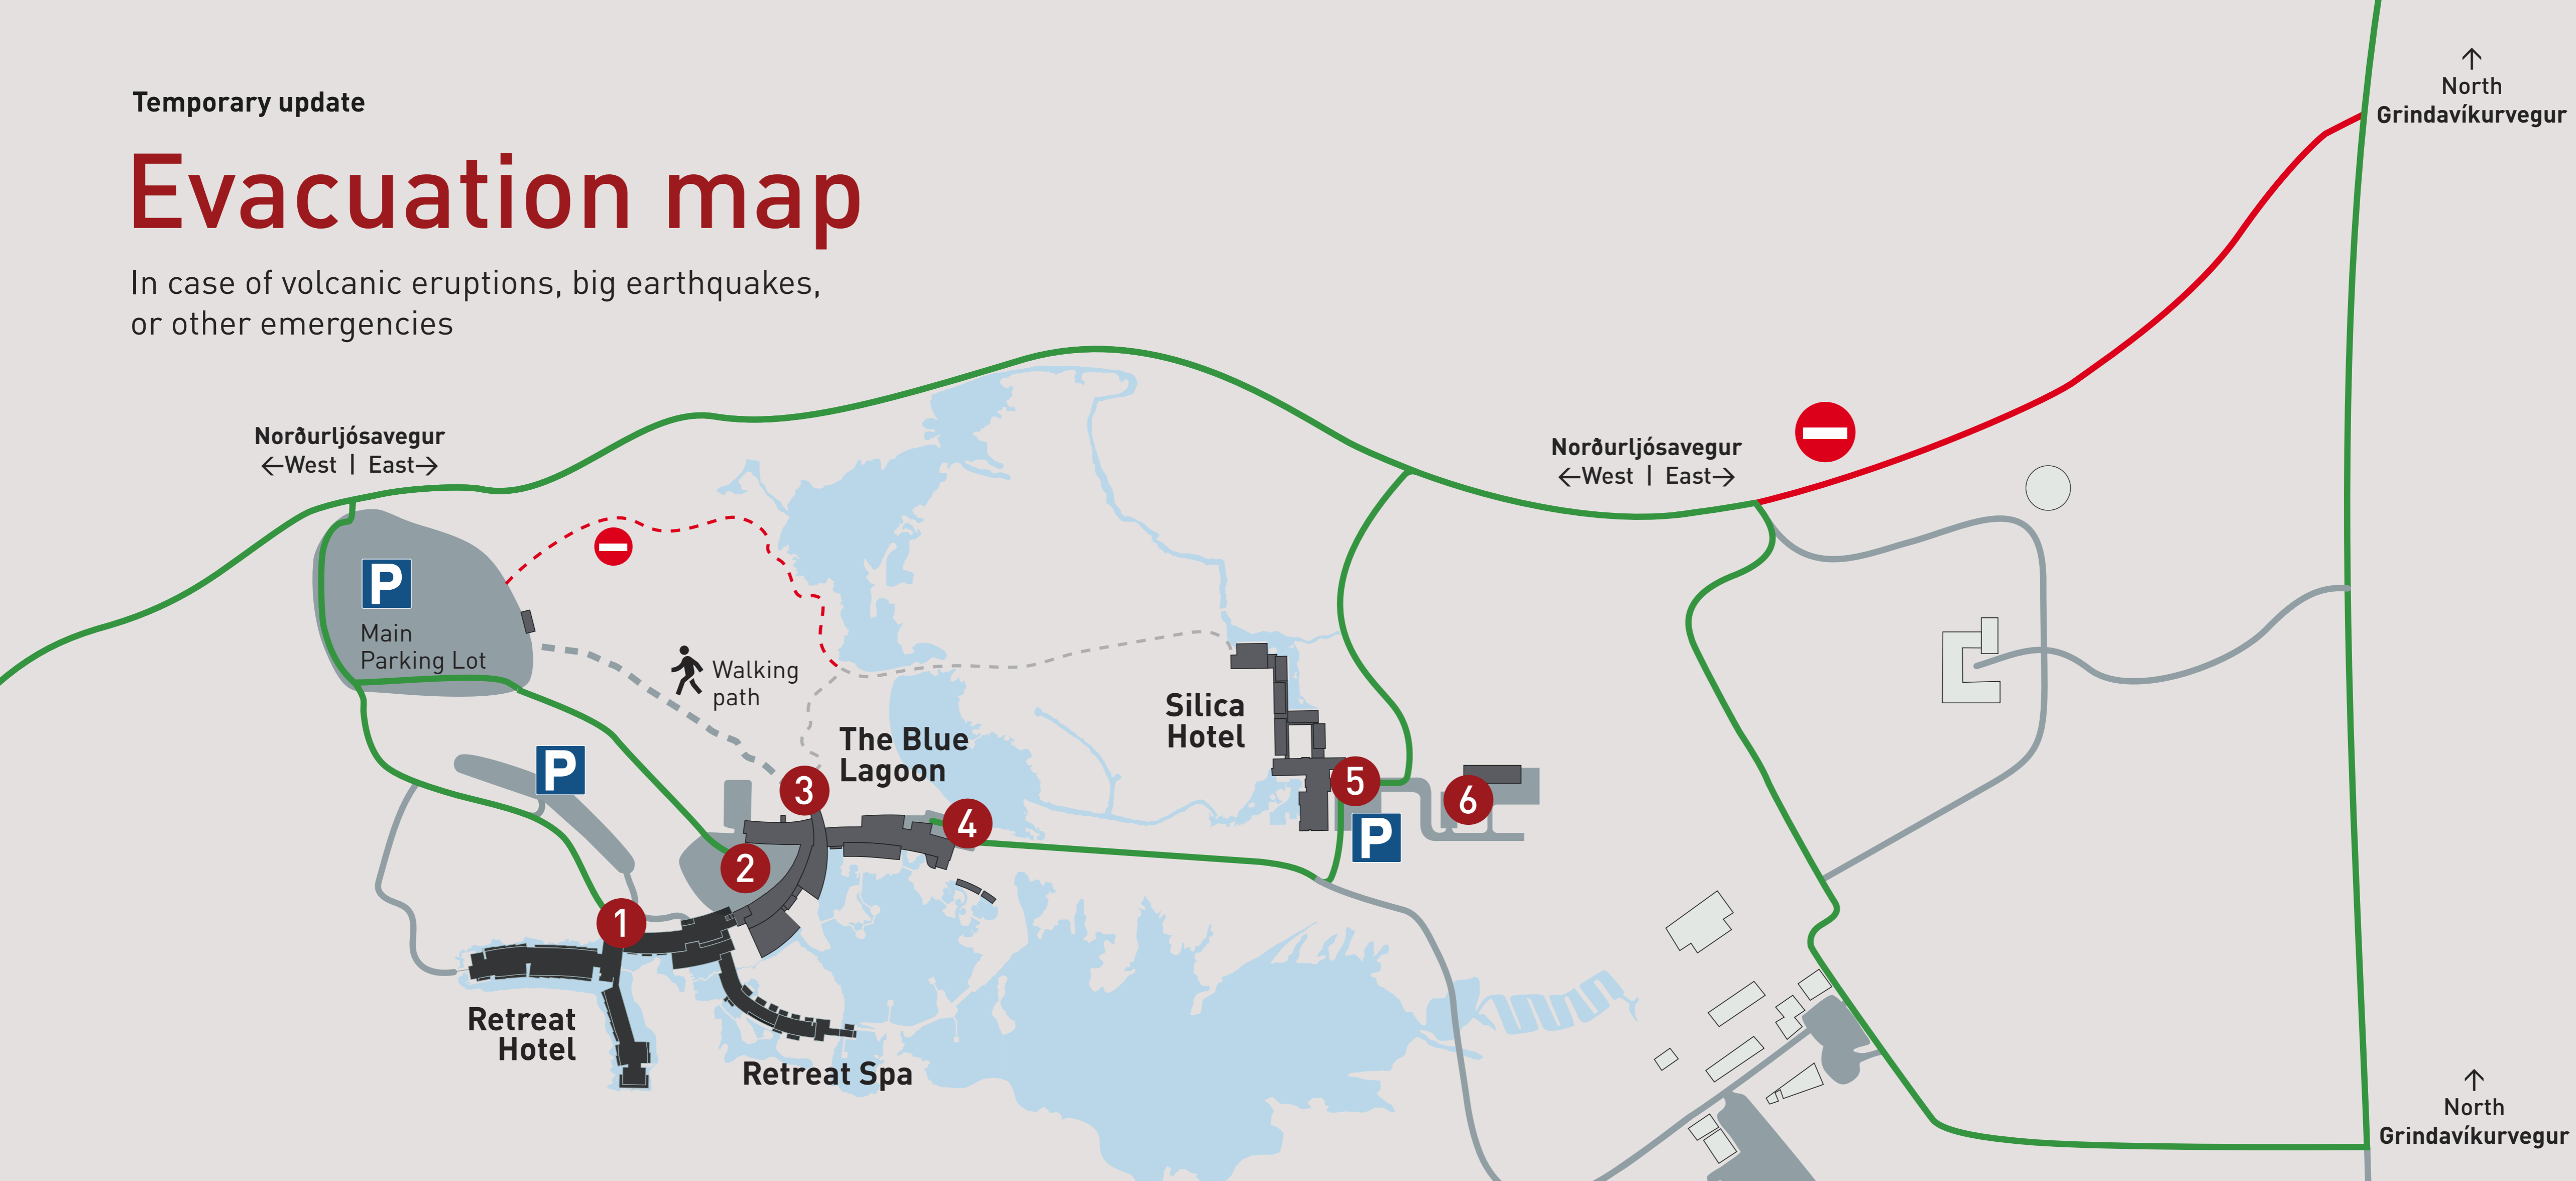 Temporary update
Evacuation map
In case of volcanic eruptions, big earthquakes,
or other emergencies
↑
North
Grindavíkurvegur
Norðurljósavegur
←West | East→
Norðurljósavegur
←West | East→
P
Main
Parking Lot
Walking
path
P
The Blue
Lagoon
Silica
Hotel
3
4
5
6
P
2
1
Retreat
Hotel
Retreat Spa
↑
North
Grindavíkurvegur